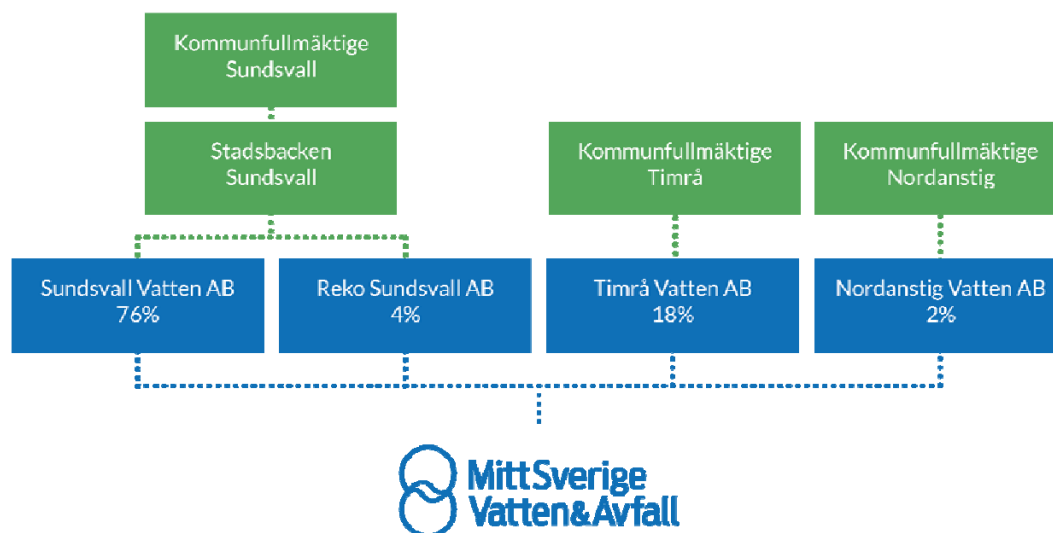 Kommunfullmäktige
Sundsvall
Stadsbacken
Sundsvall
Kommunfullmäktige
Timrå
Kommunfullmäktige
Nordanstig
Sundsvall Vatten AB
76%
Reko Sundsvall AB
4%
Timrå Vatten AB
18%
Nordanstig Vatten AB
2%
MittSverige
Vatten&Avfall